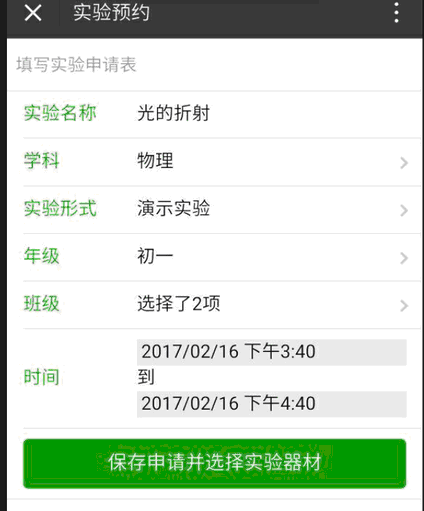 实验预约
填写实验申请表
实验名称 光的折射
学科 物理
实验形式 演示实验
年级 初一
班级 选择了2项
时间
2017/02/16 下午3:40
到
2017/02/16 下午4:40
保存申请并选择实验器材